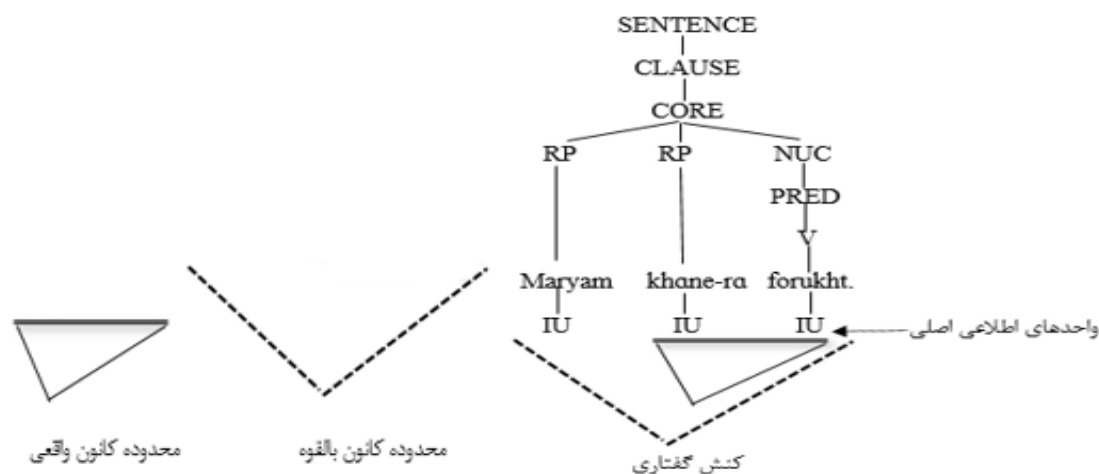 SENTENCE
CLAUSE
CORE
RP RP NUC
PRED
V
Maryam khane-ra forukht.
IU IU IU
واحدهای اطلاعی اصلی
محدوده کانون واقعی
محدوده کانون بالقوه
کنش گفتاری